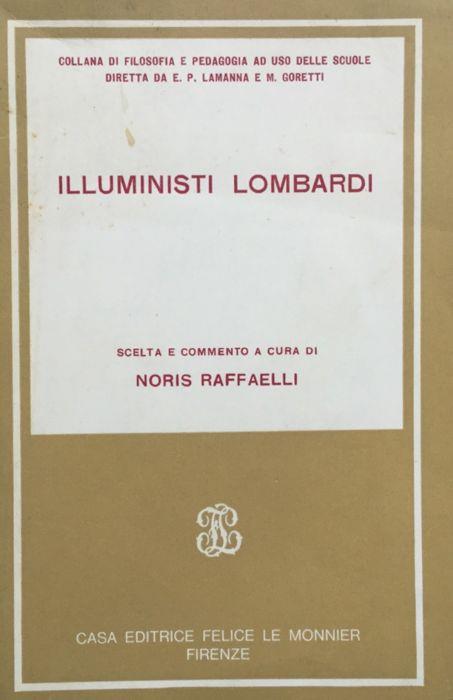 COLLANA DI FILOSOFIA E PEDAGOGIA AD USO DELLE SCUOLE
DIRETTA DA E. P. LAMANNA E M. GORETTI
ILLUMINISTI LOMBARDI
SCELTA E COMMENTO A CURA DI
NORIS RAFFAELLI
CASA EDITRICE FELICE LE MONNIER
FIRENZE